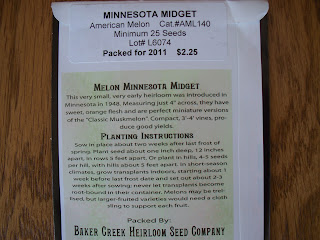 MINNESOTA MIDGET
American Melon Cat.#AML140
Minimum 25 Seeds
Lot# L6074
Packed for 2011 $2.25
Melon Minnesota Midget
This very small, very early heirloom was introduced in
Minnesota in 1948. Measuring just 4" across, they have
sweet, orange flesh and are perfect miniature versions
of the "Classic Muskmelon". Compact, 3'-4' vines, pro-
duce good yields.
Planting Instructions
Sow in place about two weeks after last frost of
spring. Plant seed about one inch deep, 12 inches
apart, in rows 5 feet apart. Or plant in hills, 4-5 seeds
per hill, with hills about 5 feet apart. In short-season
climates, grow transplants indoors, starting about 1
week before last frost date and set out about 2-3
weeks after sowing; never let transplants become
root-bound in their container. Melons may be trel-
lised, but larger-fruited varieties would need a cloth
sling to support each fruit.
Packed By:
Baker Creek Heirloom Seed Company